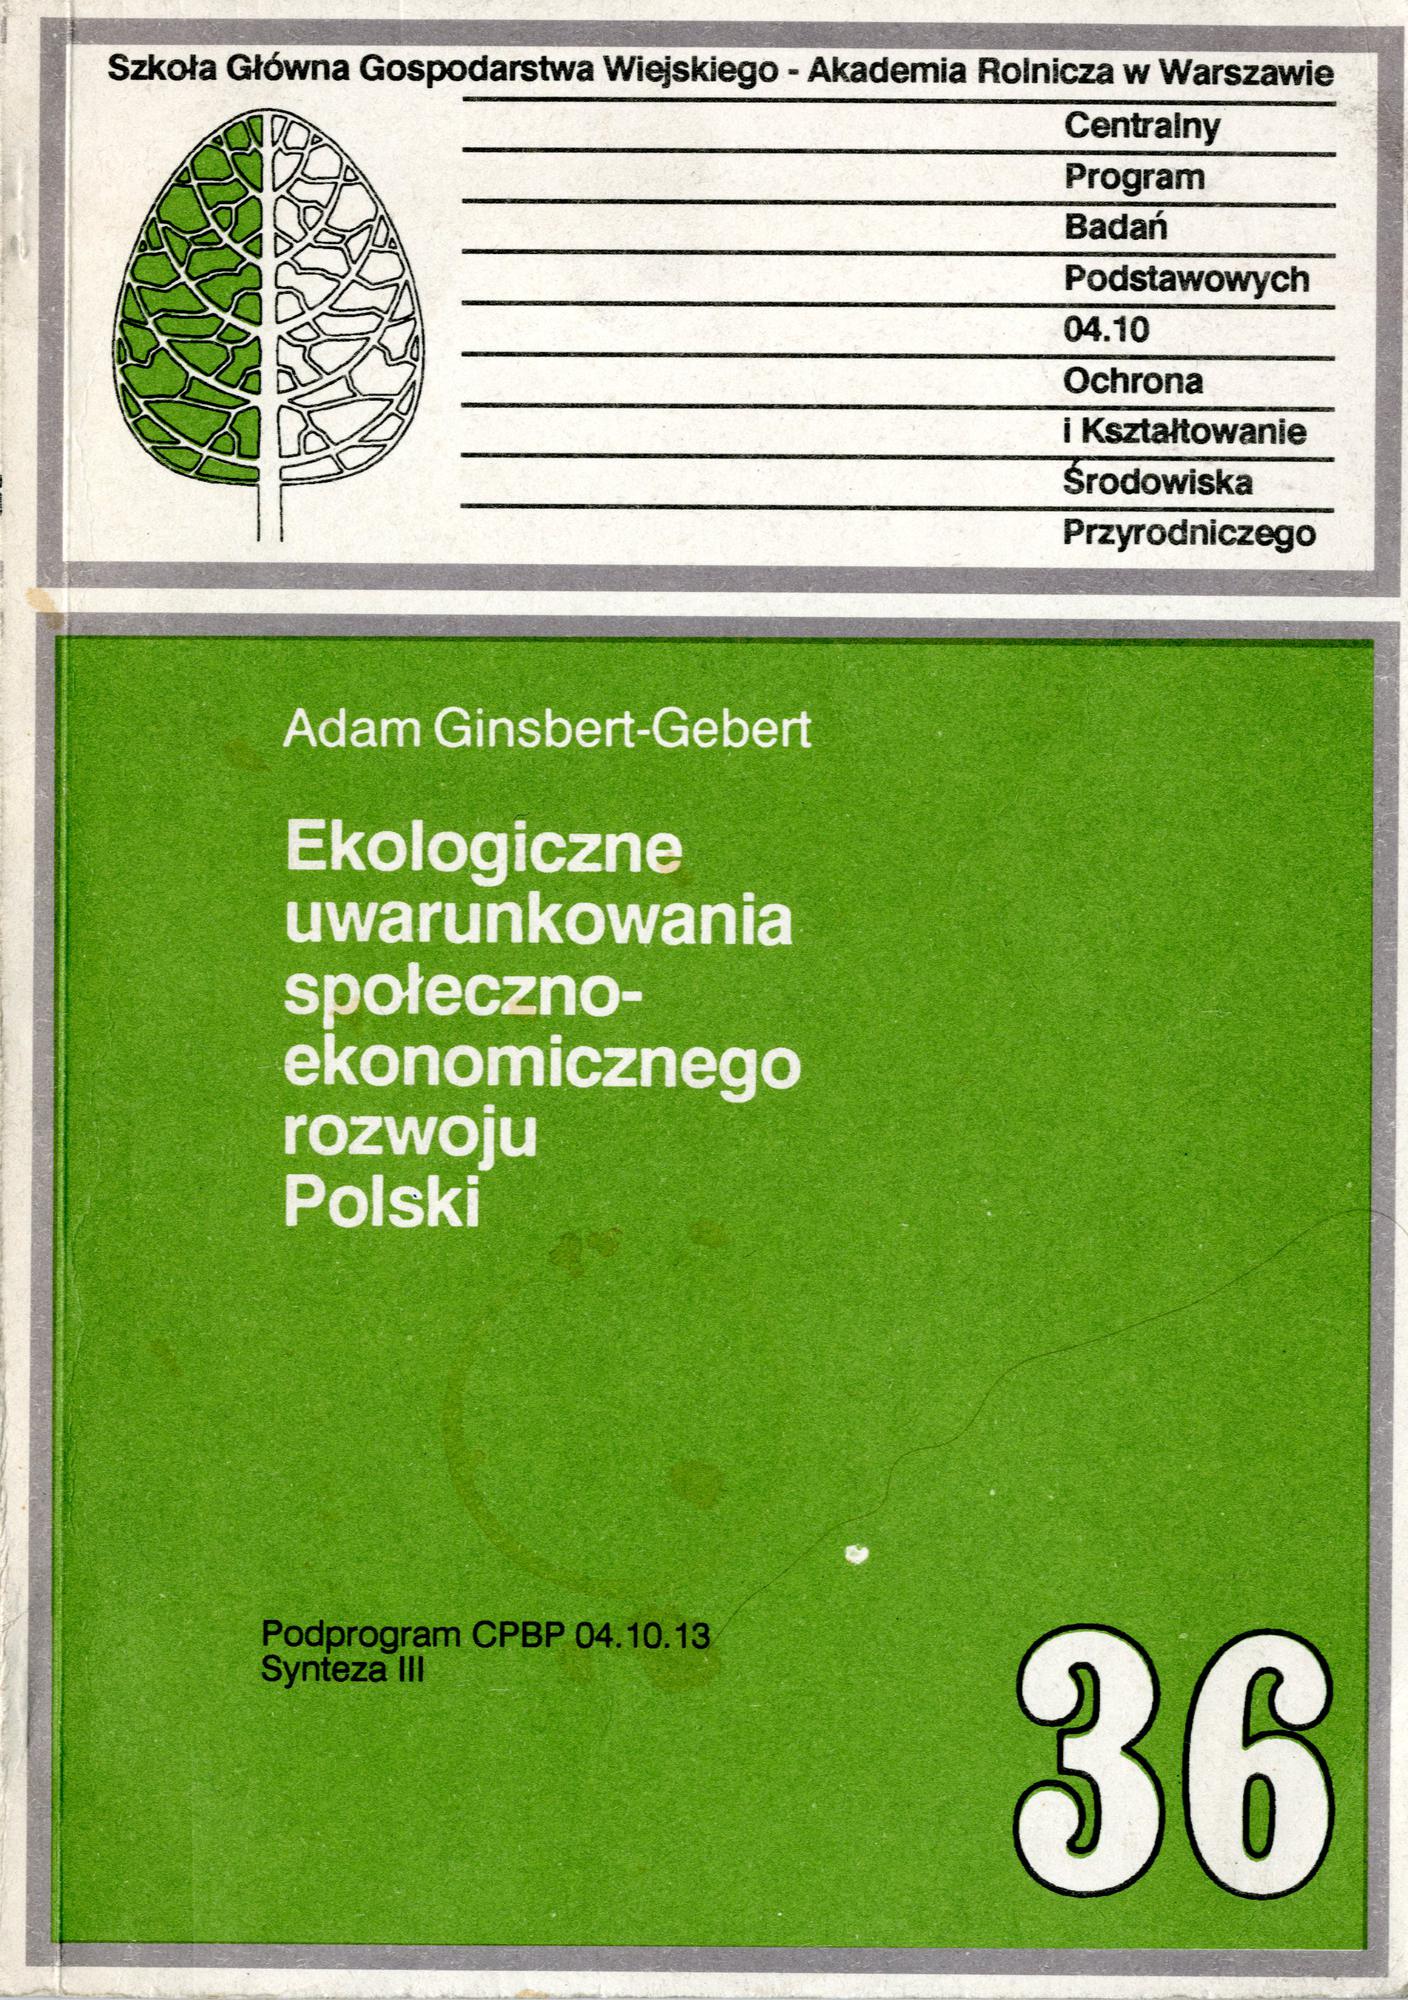 Szkoła Główna Gospodarstwa Wiejskiego - Akademia Rolnicza w Warszawie
Centralny
Program
Badań
Podstawowych
04.10
Ochrona
i Kształtowanie
Środowiska
Przyrodniczego
Adam Ginsbert-Gebert
Ekologiczne
uwarunkowania
społeczno-
ekonomicznego
rozwoju
Polski
Podprogram CPBP 04.10.13
Synteza III
36